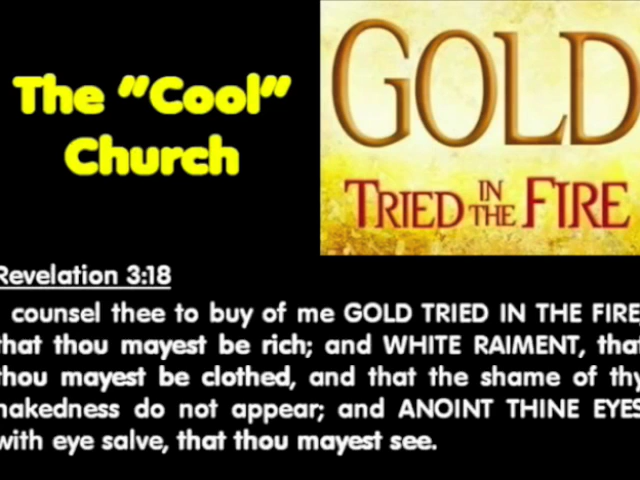 The "Cool"
Church
GOLD
TRIED IN THE FIRE
Revelation 3:18
counsel thee to buy of me GOLD TRIED IN THE FIRE
that thou mayest be rich; and WHITE RAIMENT, that
thou mayest be clothed, and that the shame of thy
nakedness do not appear; and ANOINT THINE EYES
with eye salve, that thou mayest see.